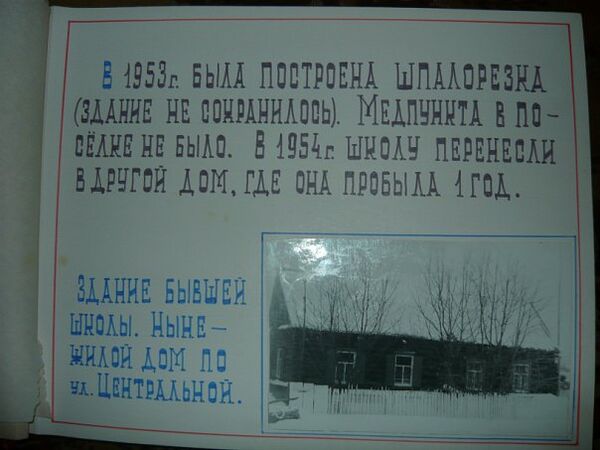 В 1953г. БЫЛА ПОСТРОЕНА ШПАЛОРЕЗКА
(ЗДАНИЕ НЕ СОХРАНИЛОСЬ). МЕДПУНКТА В ПО-
СЁЛКЕ НЕ БЫЛО. В 1954г. ШКОЛУ ПЕРЕНЕСЛИ
В ДРУГОЙ ДОМ, ГДЕ ОНА ПРОБЫЛА 1 ГОД.
ЗДАНИЕ БЫВШЕЙ
ШКОЛЫ. НЫНЕ –
ЖИЛОЙ ДОМ ПО
ул. ЦЕНТРАЛЬНОЙ.